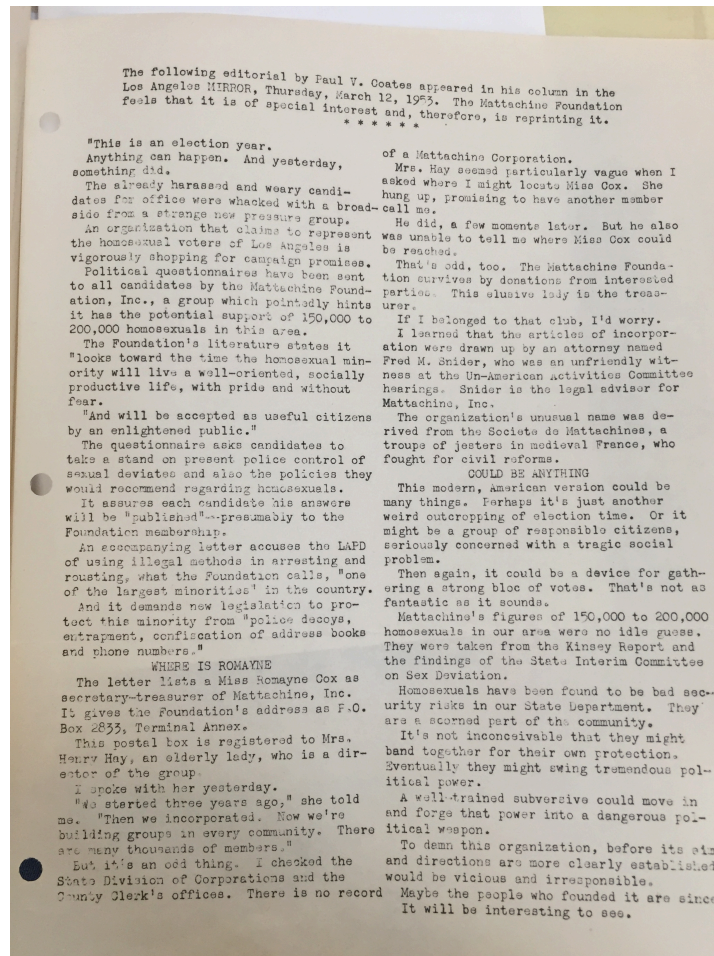 The following editorial by Paul V. Coates appeared in his column in the
Los Angeles MIRROR, Thursday, March 12, 1953. The Mattachine Foundation
feels that it is of special interest and, therefore, is reprinting it.
* * * * * *
"This is an election year.
Anything can happen. And yesterday,
something did.
The already harassed and weary candi-
dates for office were whacked with a broad-
side from a strange new pressure group.
An organization that claims to represent
the homosexual voters of Los Angeles is
vigorously shopping for campaign promises.
Political questionnaires have been sent
to all candidates by the Mattachine Found-
ation, Inc., a group which pointedly hints
it has the potential support of 150,000 to
200,000 homosexuals in this area.
The Foundation's literature states it
"looks toward the time the homosexual min-
ority will live a well-oriented, socially
productive life, with pride and without
fear.
"And will be accepted as useful citizens
by an enlightened public."
The questionnaire asks candidates to
take a stand on present police control of
sexual deviates and also the policies they
would recommend regarding homosexuals.
It assures each candidate his answers
will be "published"--presumably to the
Foundation membership.
An accompanying letter accuses the LAPD
of using illegal methods in arresting and
rousting, what the Foundation calls, "one
of the largest minorities" in the country.
And it demands new legislation to pro-
tect this minority from "police decoys,
entrapment, confiscation of address books
and phone numbers."
WHERE IS ROMAYNE
The letter lists a Miss Romayne Cox as
secretary-treasurer of Mattachine, Inc.
It gives the Foundation's address as P.O.
Box 2833, Terminal Annex.
This postal box is registered to Mrs.
Henry Hay, an elderly lady, who is a dir-
ector of the group.
I spoke with her yesterday.
"We started three years ago," she told
me. "Then we incorporated. Now we're
building groups in every community. There
are many thousands of members."
But it's an odd thing. I checked the
State Division of Corporations and the
County Clerk's offices. There is no record
of a Mattachine Corporation.
Mrs. Hay seemed particularly vague when I
asked where I might locate Miss Cox. She
hung up, promising to have another member
call me.
He did, a few moments later. But he also
was unable to tell me where Miss Cox could
be reached.
That's odd, too. The Mattachine Founda-
tion survives by donations from interested
parties. This elusive lady is the treas-
urer.
If I belonged to that club, I'd worry.
I learned that the articles of incorpor-
ation were drawn up by an attorney named
Fred M. Snider, who was an unfriendly wit-
ness at the Un-American Activities Committee
hearings. Snider is the legal advisor for
Mattachine, Inc.
The organization's unusual name was de-
rived from the Societe de Mattachines, a
troupe of jesters in medieval France, who
fought for civil reforms.
COULD BE ANYTHING
This modern, American version could be
many things. Perhaps it's just another
weird outcropping of election time. Or it
might be a group of responsible citizens,
seriously concerned with a tragic social
problem.
Then again, it could be a device for gath-
ering a strong bloc of votes. That's not as
fantastic as it sounds.
Mattachine's figures of 150,000 to 200,000
homosexuals in our area were no idle guess.
They were taken from the Kinsey Report and
the findings of the State Interim Committee
on Sex Deviation.
Homosexuals have been found to be bad sec-
urity risks in our State Department. They
are a scorned part of the community.
It's not inconceivable that they might
band together for their own protection.
Eventually they might swing tremendous pol-
itical power.
A well-trained subversive could move in
and forge that power into a dangerous pol-
itical weapon.
To damn this organization, before its aim
and directions are more clearly established
would be vicious and irresponsible.
Maybe the people who founded it are since
It will be interesting to see.